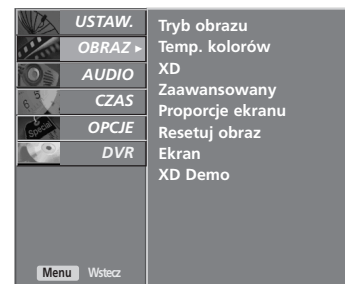 USTAW.
OBRAZ ▸
AUDIO
CZAS
OPCJE
DVR
Tryb obrazu
Temp. kolorów
XD
Zaawansowany
Proporcje ekranu
Resetuj obraz
Ekran
XD Demo
Menu Wstecz